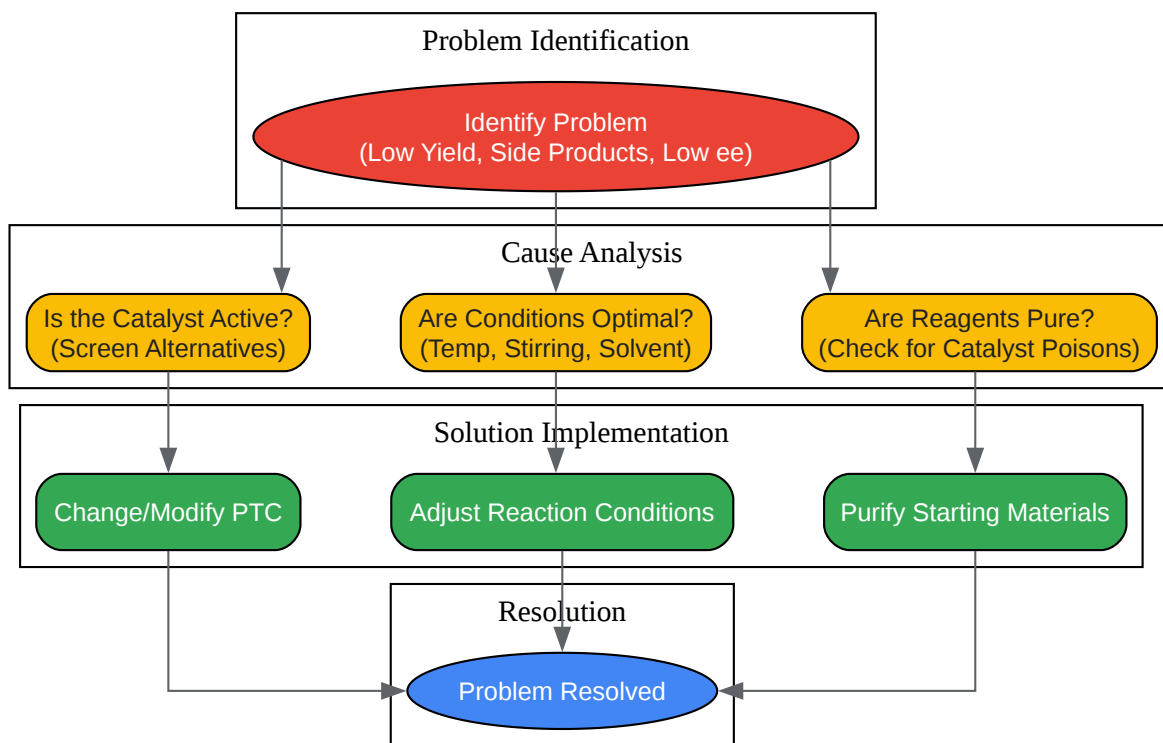 Problem Identification
Identify Problem
(Low Yield, Side Products, Low ee)
Cause Analysis
Is the Catalyst Active?
(Screen Alternatives)
Are Conditions Optimal?
(Temp, Stirring, Solvent)
Are Reagents Pure?
(Check for Catalyst Poisons)
Solution Implementation
Change/Modify PTC
Adjust Reaction Conditions
Purify Starting Materials
Resolution
Problem Resolved